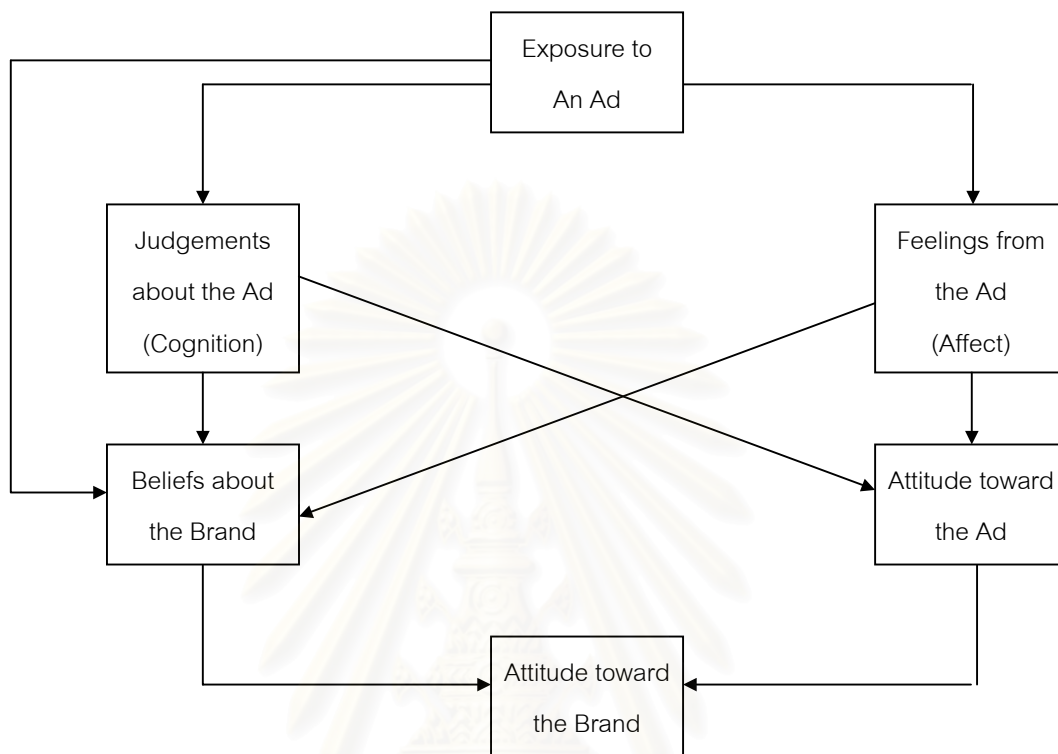 Exposure to
An Ad
Judgements
about the Ad
(Cognition)
Feelings from
the Ad
(Affect)
Beliefs about
the Brand
Attitude toward
the Ad
Attitude toward
the Brand